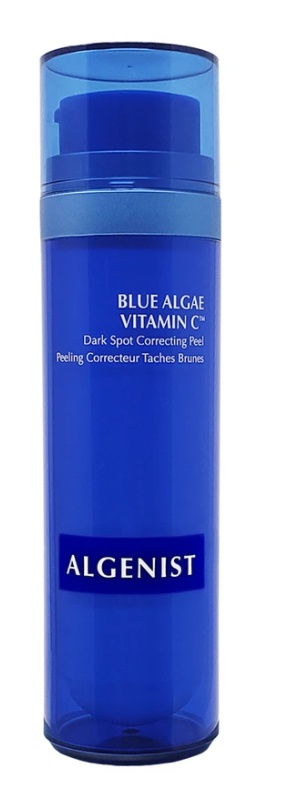 BLUE ALGAE
VITAMIN C™
Dark Spot Correcting Peel
Peeling Correcteur Taches Brunes
ALGENIST